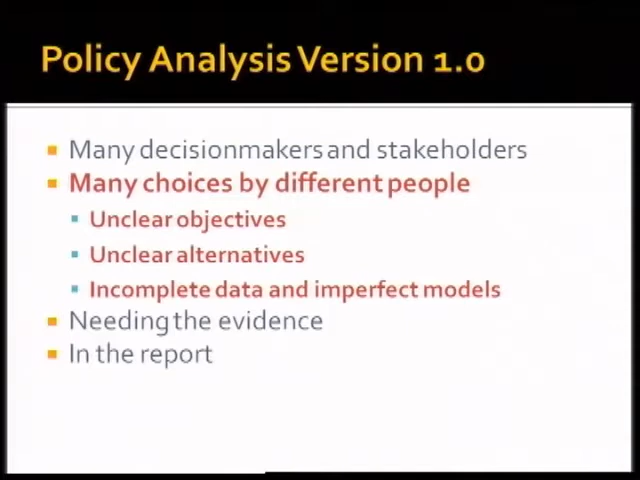 Policy Analysis Version 1.0
Many decisionmakers and stakeholders
Many choices by different people
Unclear objectives
Unclear alternatives
Incomplete data and imperfect models
Needing the evidence
In the report